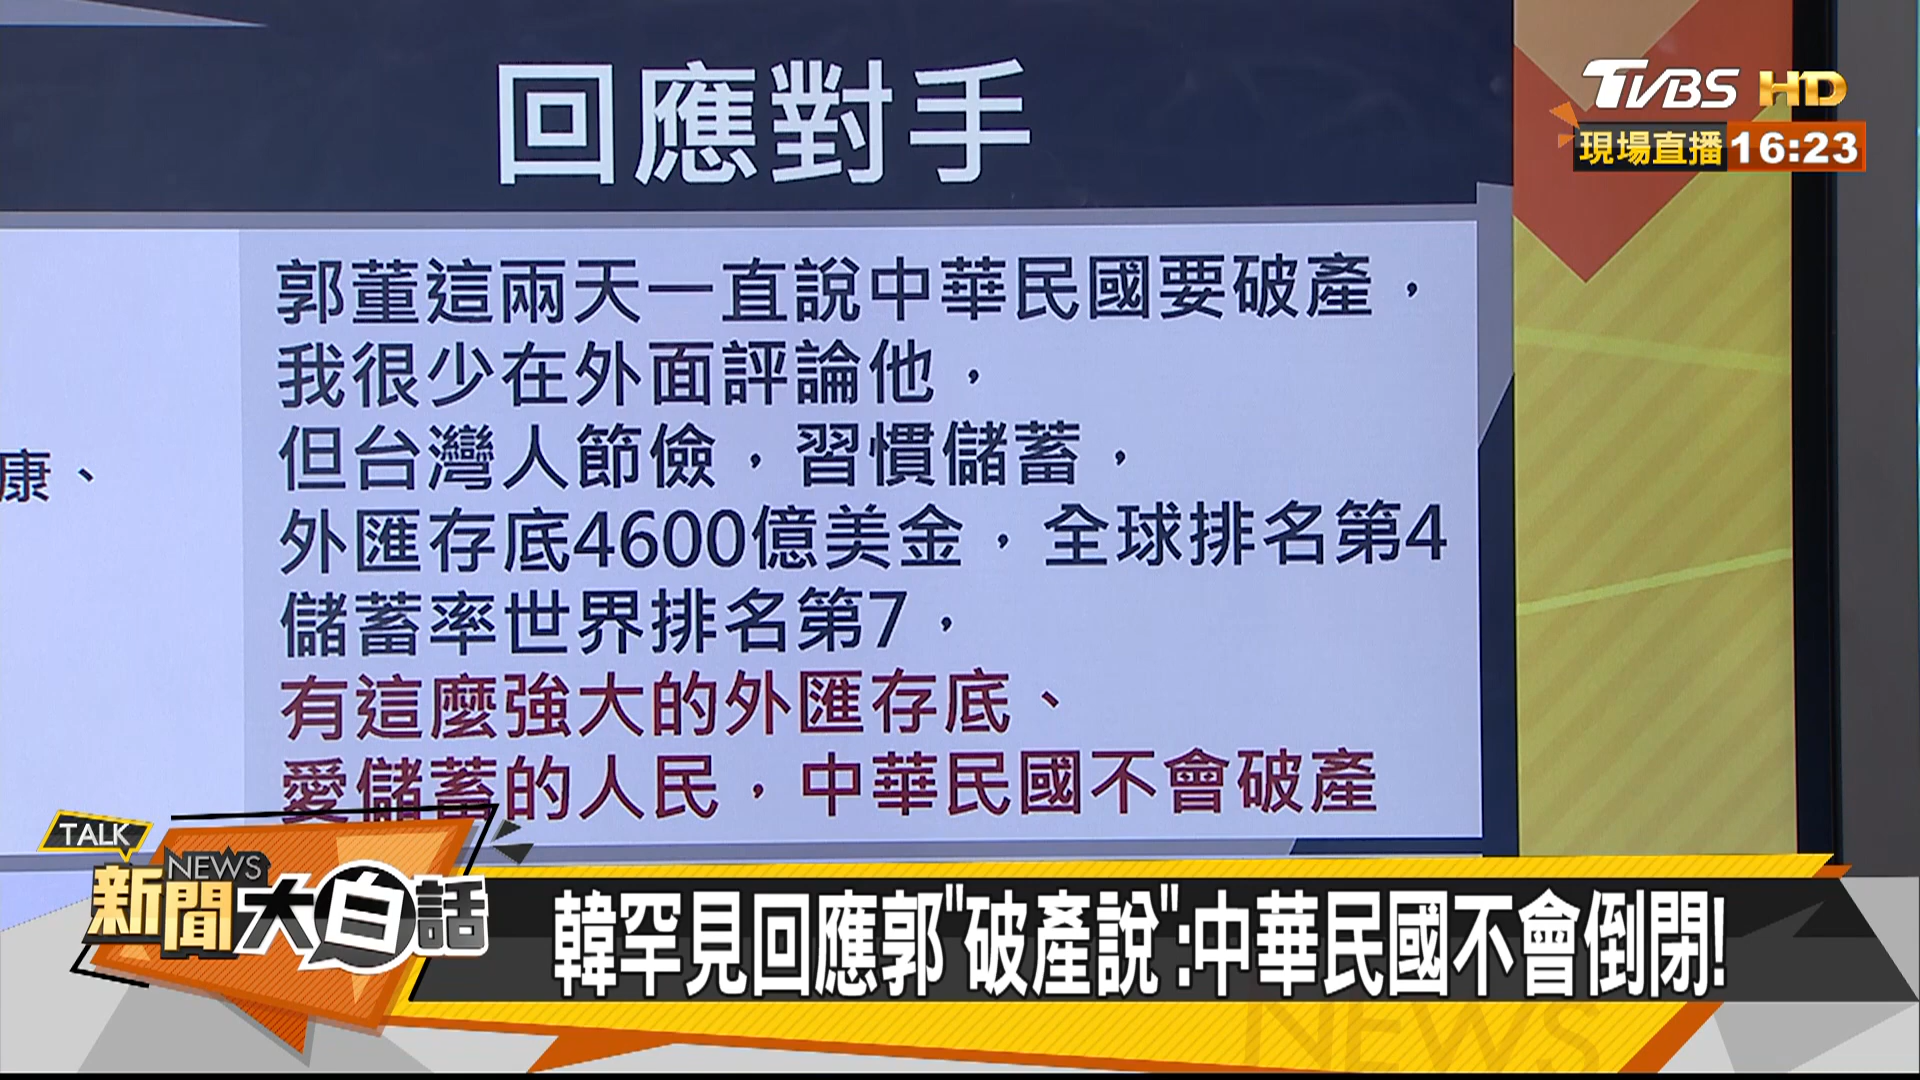 回應對手
TVBS HD
現場直播 16:23
郭董這兩天一直說中華民國要破產，
我很少在外面評論他，
但台灣人節儉，習慣儲蓄，
康、
外匯存底4600億美金，全球排名第4
儲蓄率世界排名第7，
有這麼強大的外匯存底、
愛儲蓄的人民，中華民國不會破產
TALK
NEWS
新聞大白話
韓罕見回應郭"破產說":中華民國不會倒閉!
NEWS